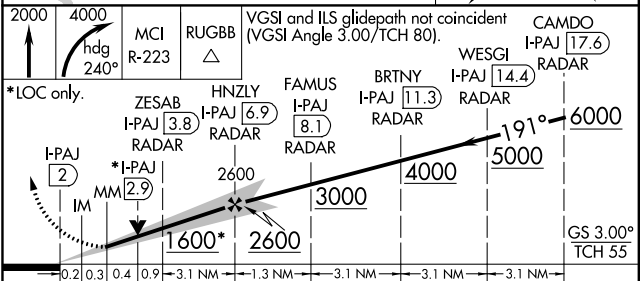 2000
4000
hdg
240°
MCI
R-223
RUGBB
VGSI and ILS glidepath not coincident
(VGSI Angle 3.00/TCH 80).
*LOC only.
CAMDO
I-PAJ 17.6
RADAR
WESGI
I-PAJ 14.4
RADAR
BRTNY
I-PAJ 11.3
RADAR
FAMUS
I-PAJ
8.1
RADAR
HNZLY
I-PAJ 6.9
RADAR
ZESAB
I-PAJ 3.8
RADAR
*I-PAJ
2.9
I-PAJ
2
IM
MM
2600
191°
6000
5000
4000
3000
2600
1600*
GS 3.00°
TCH 55
0.2 0.3 0.4 0.9 3.1 NM 1.3 NM 3.1 NM 3.1 NM 3.1 NM